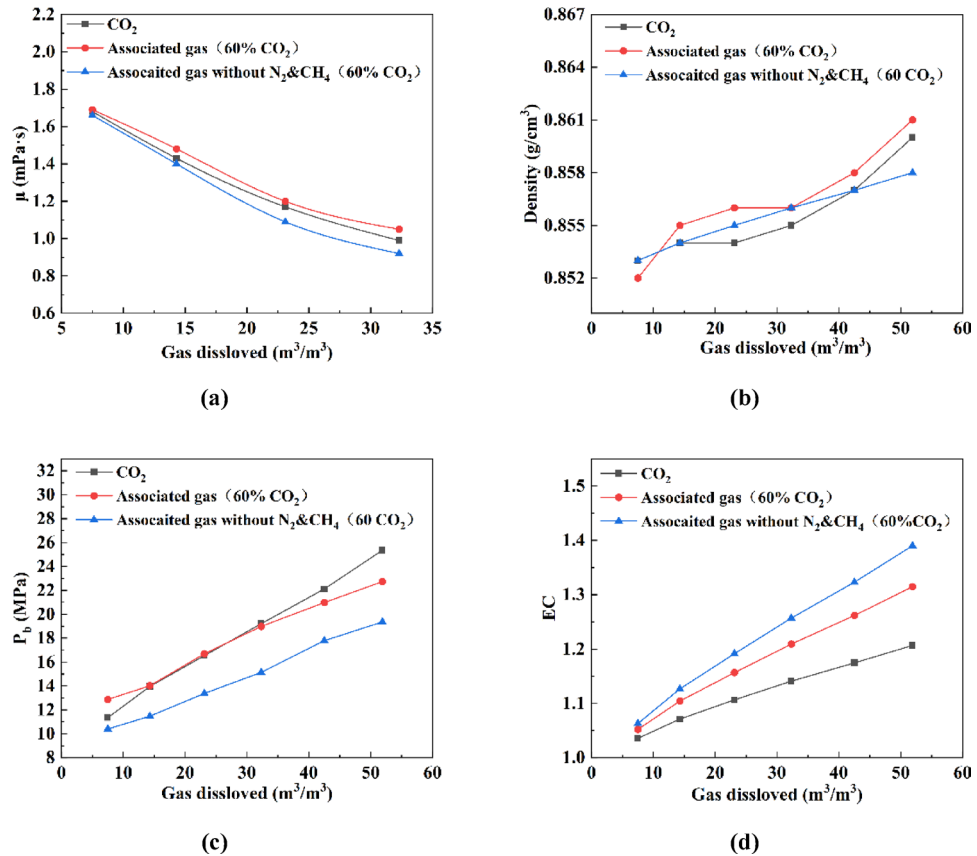 (a)
2.2
2.0
1.8
1.6
1.4
1.2
1.0
0.8
0.6
μ (mPa·s)
CO₂
Associated gas（60% CO₂）
Assocaited gas without N₂&CH₄（60% CO₂）
5 10 15 20 25 30 35
Gas dissloved (m³/m³)
(a)
0.867
0.864
0.861
0.858
0.855
0.852
Density (g/cm³)
CO₂
Associated gas（60% CO₂）
Assocaited gas without N₂&CH₄（60 CO₂）
0 10 20 30 40 50 60
Gas dissloved (m³/m³)
(b)
32
30
28
26
24
22
20
18
16
14
12
10
8
P_b (MPa)
CO₂
Associated gas（60% CO₂）
Assocaited gas without N₂&CH₄（60 CO₂）
0 10 20 30 40 50 60
Gas dissloved (m³/m³)
(c)
1.5
1.4
1.3
1.2
1.1
1.0
EC
CO₂
Associated gas（60% CO₂）
Assocaited gas without N₂&CH₄（60%CO₂）
0 10 20 30 40 50 60
Gas dissloved (m³/m³)
(d)